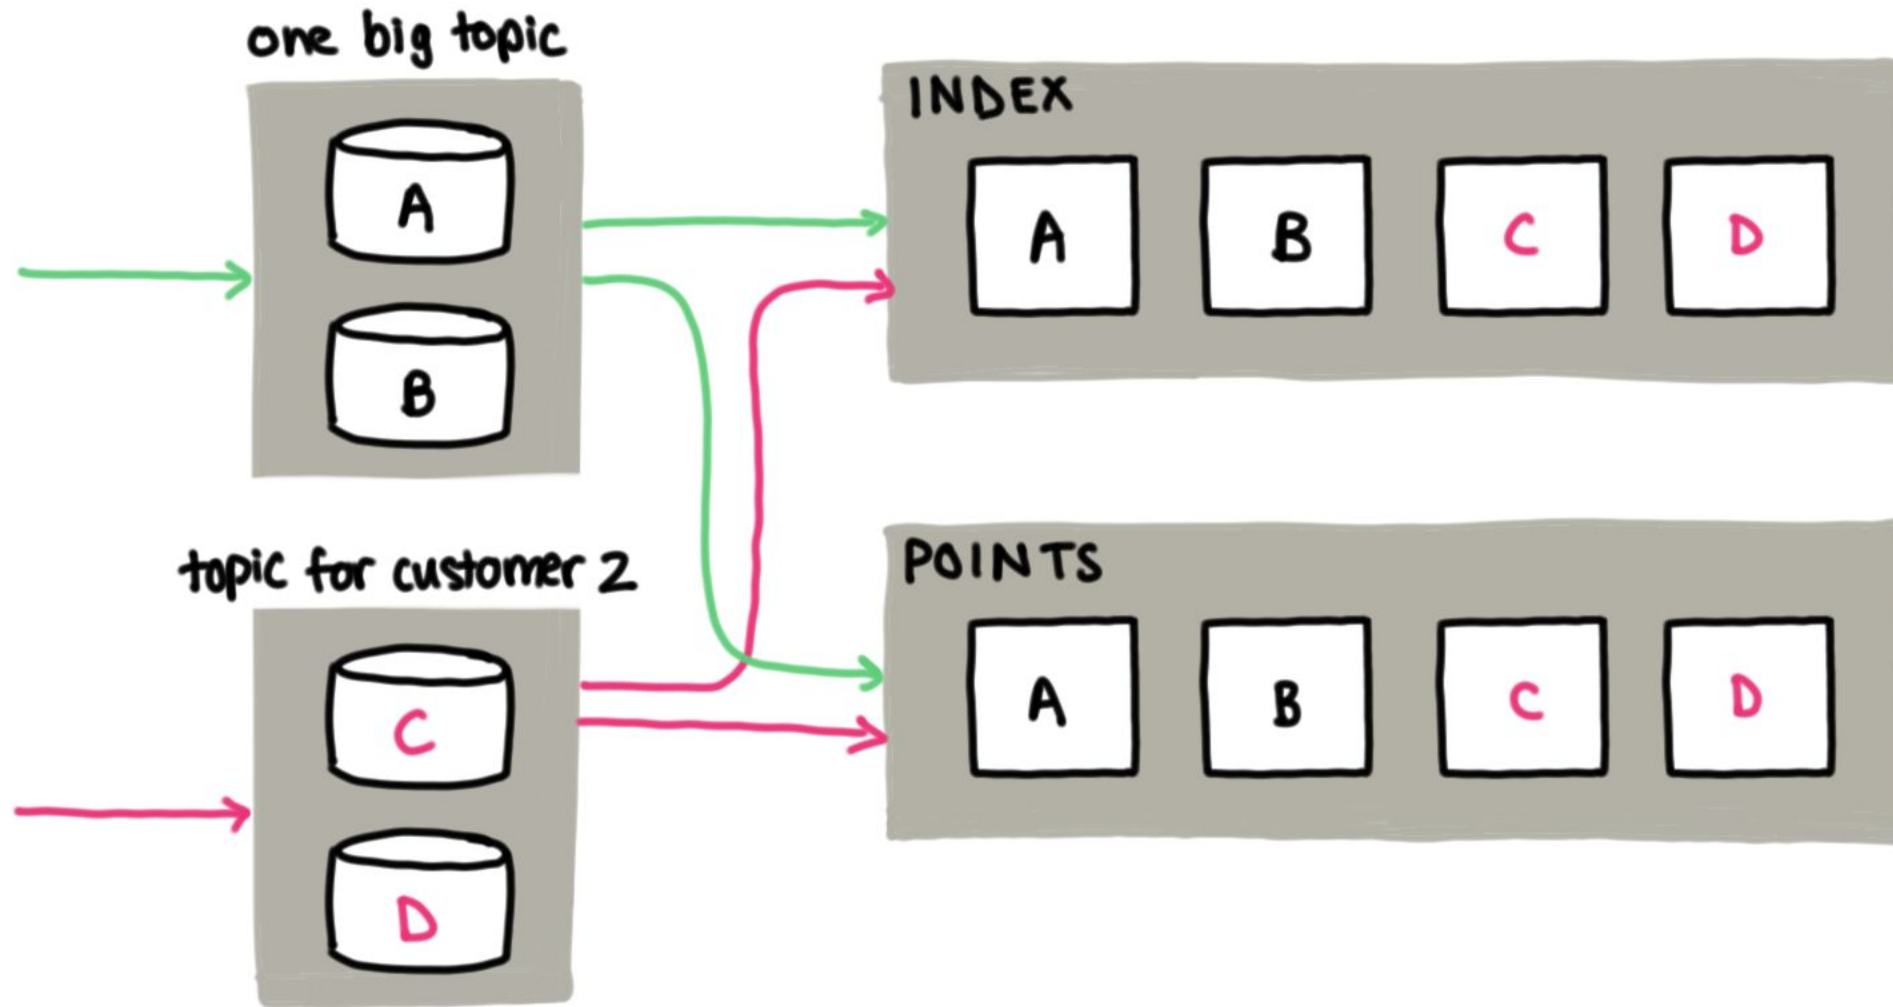 one big topic
A
B
topic for customer 2
C
D
INDEX
A B C D
POINTS
A B C D